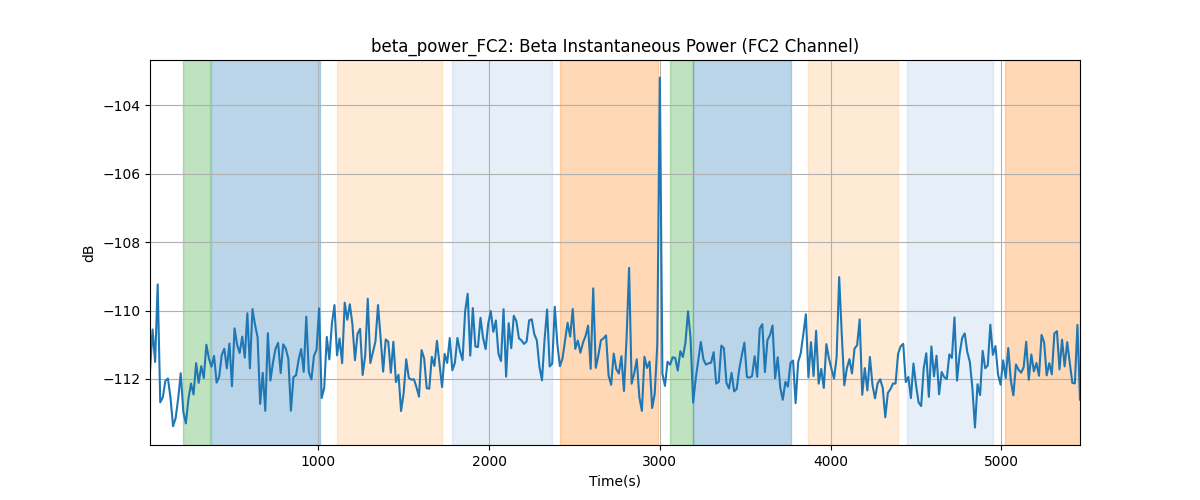 beta_power_FC2: Beta Instantaneous Power (FC2 Channel)
dB
−104
−106
−108
−110
−112
1000 2000 3000 4000 5000
Time(s)